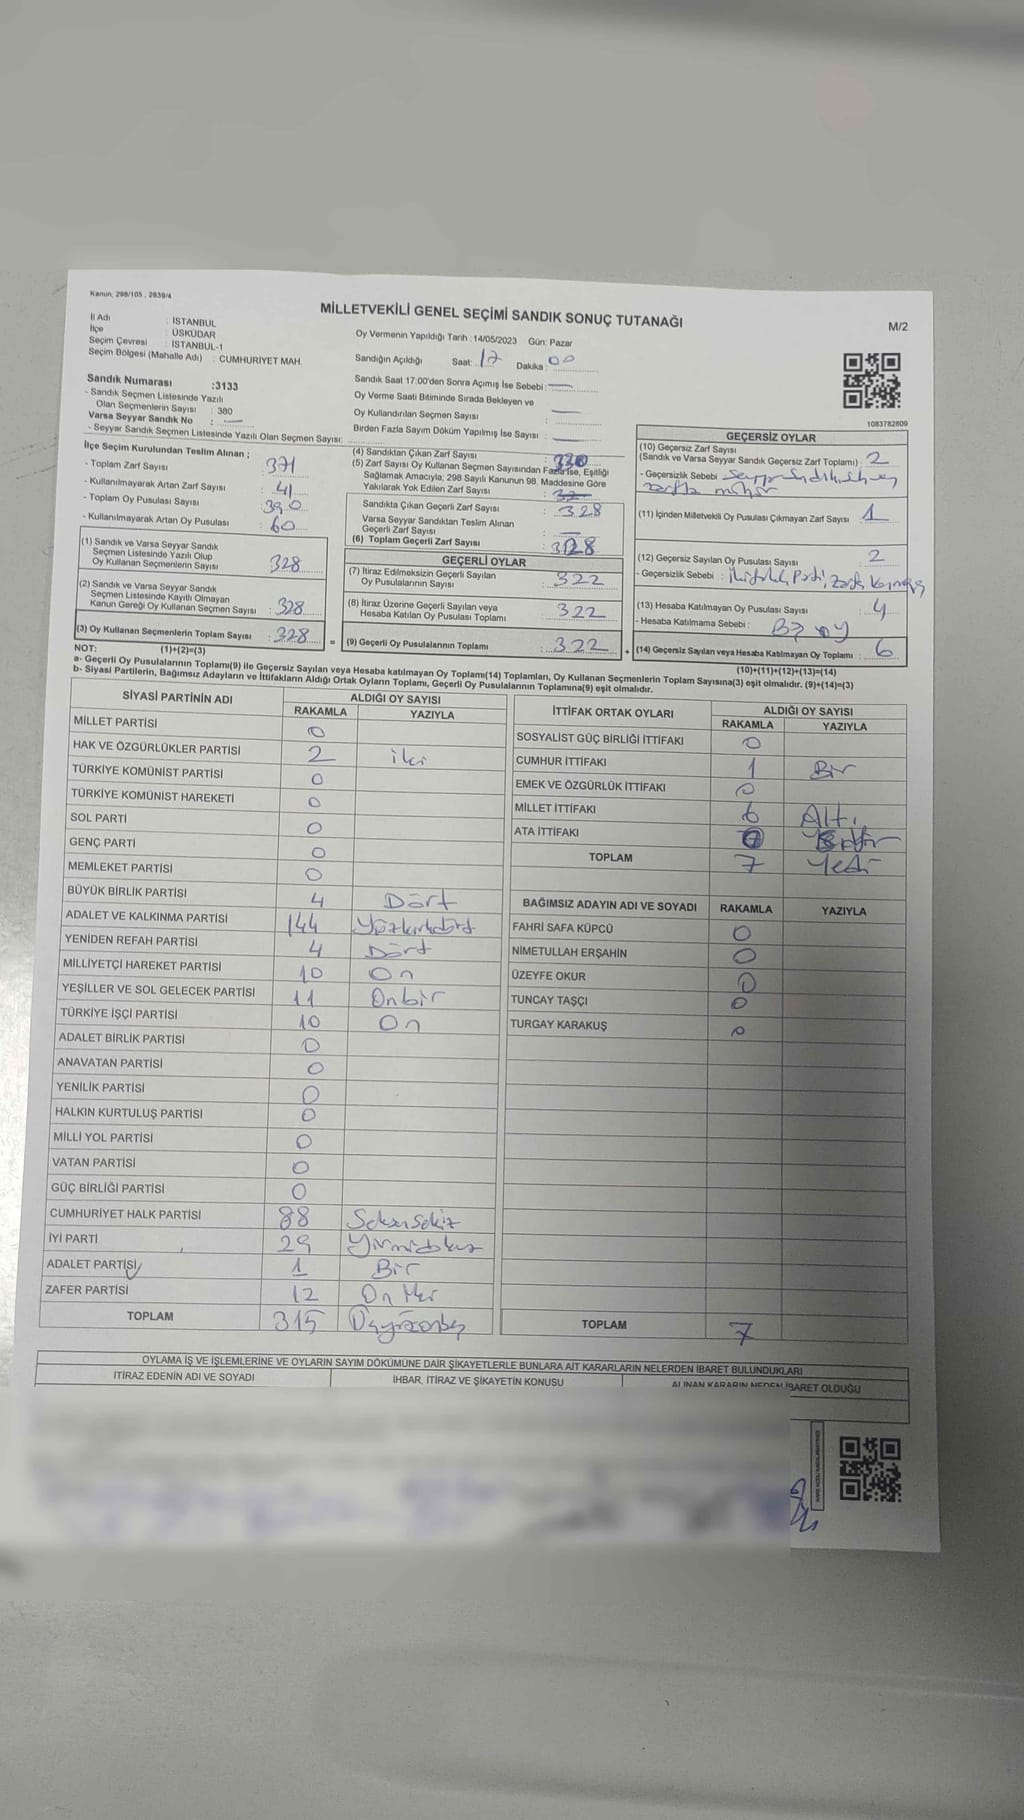 Kanun, 298/105 , 2839/4
MİLLETVEKİLİ GENEL SEÇİMİ SANDIK SONUÇ TUTANAĞI
M/2
İl Adı : İSTANBUL
İlçe : ÜSKÜDAR
Seçim Çevresi : İSTANBUL-1
Seçim Bölgesi (Mahalle Adı) : CUMHURİYET MAH.
Oy Vermenin Yapıldığı Tarih : 14/05/2023 Gün: Pazar
Sandığın Açıldığı Saat: 17 Dakika : 00
Sandık Saat 17:00'den Sonra Açımış İse Sebebi :
Oy Verme Saati Bitiminde Sırada Bekleyen ve
Oy Kullandırılan Seçmen Sayısı :
Birden Fazla Sayım Döküm Yapılmış İse Sayısı :
1083782809
Sandık Numarası :3133
- Sandık Seçmen Listesinde Yazılı
Olan Seçmenlerin Sayısı : 380
Varsa Seyyar Sandık No :
- Seyyar Sandık Seçmen Listesinde Yazılı Olan Seçmen Sayısı:
İlçe Seçim Kurulundan Teslim Alınan ;
- Toplam Zarf Sayısı : 371
- Kullanılmayarak Artan Zarf Sayısı : 41
- Toplam Oy Pusulası Sayısı : 390
- Kullanılmayarak Artan Oy Pusulası : 60
(1) Sandık ve Varsa Seyyar Sandık
Seçmen Listesinde Yazılı Olup
Oy Kullanan Seçmenlerin Sayısı : 328
(2) Sandık ve Varsa Seyyar Sandık
Seçmen Listesinde Kayıtlı Olmayan
Kanun Gereği Oy Kullanan Seçmen Sayısı : 328
(3) Oy Kullanan Seçmenlerin Toplam Sayısı : 328
(1)+(2)=(3)
(4) Sandıktan Çıkan Zarf Sayısı : 330
(5) Zarf Sayısı Oy Kullanan Seçmen Sayısından Fazla İse, Eşitliği
Sağlamak Amacıyla; 298 Sayılı Kanunun 98. Maddesine Göre
Yakılarak Yok Edilen Zarf Sayısı :
Sandıkta Çıkan Geçerli Zarf Sayısı : 328
Varsa Seyyar Sandıktan Teslim Alınan
Geçerli Zarf Sayısı :
(6) Toplam Geçerli Zarf Sayısı : 328
GEÇERLİ OYLAR
(7) İtiraz Edilmeksizin Geçerli Sayılan
Oy Pusulalarının Sayısı : 322
(8) İtiraz Üzerine Geçerli Sayılan veya
Hesaba Katılan Oy Pusulaları Toplamı : 322
= (9) Geçerli Oy Pusulalarının Toplamı : 322
GEÇERSİZ OYLAR
(10) Geçersiz Zarf Sayısı
(Sandık ve Varsa Seyyar Sandık Geçersiz Zarf Toplamı) : 2
- Geçersizlik Sebebi :
zarfta mühür
(11) İçinden Milletvekili Oy Pusulası Çıkmayan Zarf Sayısı : 1
(12) Geçersiz Sayılan Oy Pusulası Sayısı : 2
- Geçersizlik Sebebi :
(13) Hesaba Katılmayan Oy Pusulası Sayısı : 4
- Hesaba Katılmama Sebebi : Boş oy
+ (14) Geçersiz Sayılan veya Hesaba Katılmayan Oy Toplamı : 6
(10)+(11)+(12)+(13)=(14)
NOT:
a- Geçerli Oy Pusulalarının Toplamı(9) ile Geçersiz Sayılan veya Hesaba katılmayan Oy Toplamı(14) Toplamları, Oy Kullanan Seçmenlerin Toplam Sayısına(3) eşit olmalıdır. (9)+(14)=(3)
b- Siyasi Partilerin, Bağımsız Adayların ve İttifakların Aldığı Ortak Oyların Toplamı, Geçerli Oy Pusulalarının Toplamına(9) eşit olmalıdır.
SİYASİ PARTİNİN ADI ALDIĞI OY SAYISI
RAKAMLA YAZIYLA
MİLLET PARTİSİ 0
HAK VE ÖZGÜRLÜKLER PARTİSİ 2 iki
TÜRKİYE KOMÜNİST PARTİSİ 0
TÜRKİYE KOMÜNİST HAREKETİ 0
SOL PARTİ 0
GENÇ PARTİ 0
MEMLEKET PARTİSİ 0
BÜYÜK BİRLİK PARTİSİ 4 Dört
ADALET VE KALKINMA PARTİSİ 144 Yüzkırkdört
YENİDEN REFAH PARTİSİ 4 Dört
MİLLİYETÇİ HAREKET PARTİSİ 10 On
YEŞİLLER VE SOL GELECEK PARTİSİ 11 Onbir
TÜRKİYE İŞÇİ PARTİSİ 10 On
ADALET BİRLİK PARTİSİ 0
ANAVATAN PARTİSİ 0
YENİLİK PARTİSİ 0
HALKIN KURTULUŞ PARTİSİ 0
MİLLİ YOL PARTİSİ 0
VATAN PARTİSİ 0
GÜÇ BİRLİĞİ PARTİSİ 0
CUMHURİYET HALK PARTİSİ 88 Seksensekiz
İYİ PARTİ 29 Yirmidokuz
ADALET PARTİSİ 1 Bir
ZAFER PARTİSİ 12 On iki
TOPLAM 315 Üçyüzonbeş
İTTİFAK ORTAK OYLARI ALDIĞI OY SAYISI
RAKAMLA YAZIYLA
SOSYALİST GÜÇ BİRLİĞİ İTTİFAKI 0
CUMHUR İTTİFAKI 1 Bir
EMEK VE ÖZGÜRLÜK İTTİFAKI 0
MİLLET İTTİFAKI 6 Altı
ATA İTTİFAKI 0 Sıfır
TOPLAM 7 Yedi
BAĞIMSIZ ADAYIN ADI VE SOYADI RAKAMLA YAZIYLA
FAHRİ SAFA KÜPCÜ 0
NİMETULLAH ERŞAHİN 0
ÜZEYFE OKUR 0
TUNCAY TAŞÇI 0
TURGAY KARAKUŞ 0
TOPLAM 7
OYLAMA İŞ VE İŞLEMLERİNE VE OYLARIN SAYIM DÖKÜMÜNE DAİR ŞİKAYETLERLE BUNLARA AİT KARARLARIN NELERDEN İBARET BULUNDUKLARI
İTİRAZ EDENİN ADI VE SOYADI İHBAR, İTİRAZ VE ŞİKAYETİN KONUSU ALINAN KARARIN NEDEN İBARET OLDUĞU